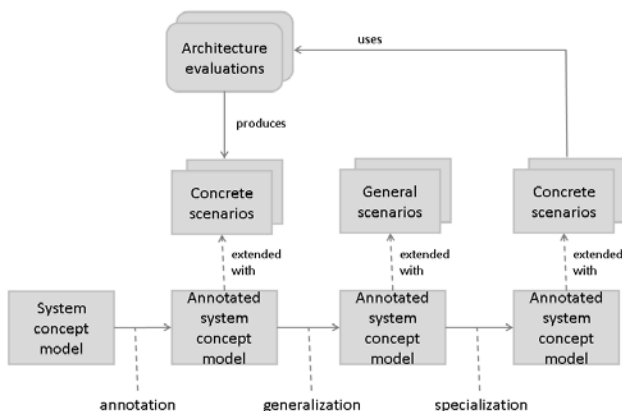 Architecture
evaluations
uses
produces
Concrete
scenarios
General
scenarios
Concrete
scenarios
extended
with
extended
with
extended
with
System
concept
model
Annotated
system
concept
model
Annotated
system
concept
model
Annotated
system
concept
model
annotation
generalization
specialization